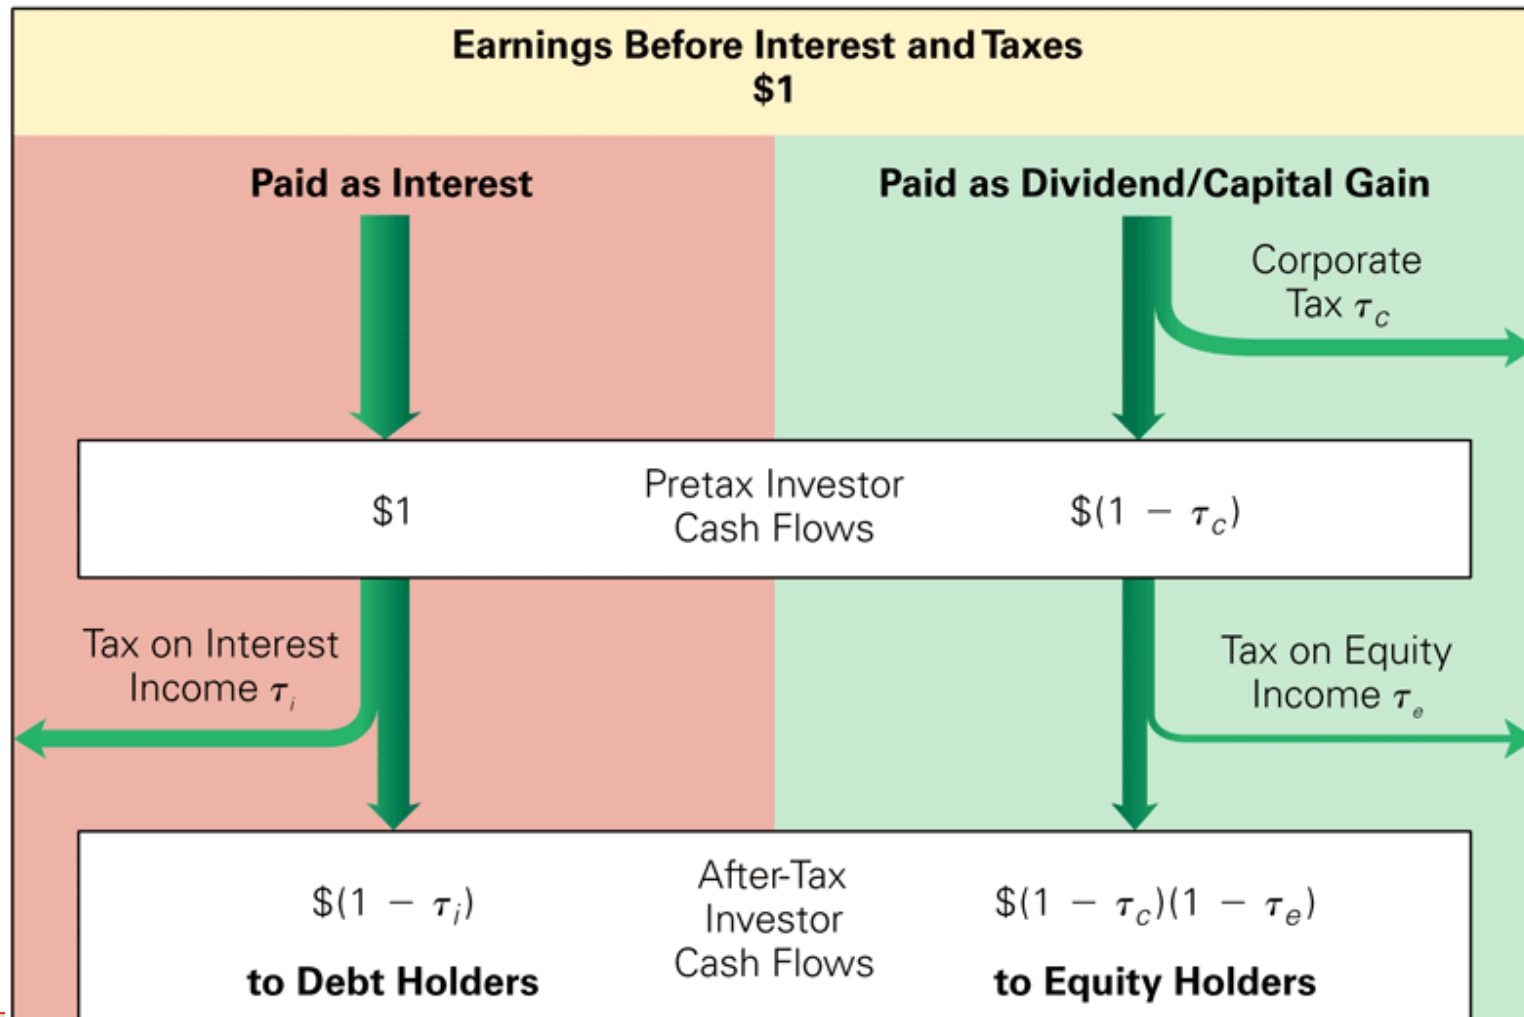 Earnings Before Interest and Taxes
$1
Paid as Interest
Paid as Dividend/Capital Gain
Corporate
Tax τc
$1
Pretax Investor
Cash Flows
$(1 − τc)
Tax on Interest
Income τi
Tax on Equity
Income τe
$(1 − τi)
to Debt Holders
After-Tax
Investor
Cash Flows
$(1 − τc)(1 − τe)
to Equity Holders